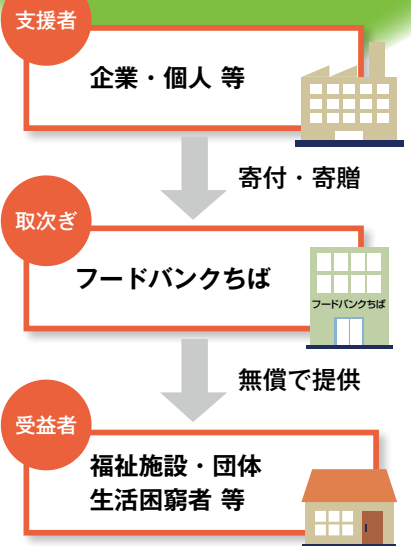 支援者
企業・個人 等
寄付・寄贈
取次ぎ
フードバンクちば
フードバンクちば
無償で提供
受益者
福祉施設・団体
生活困窮者 等